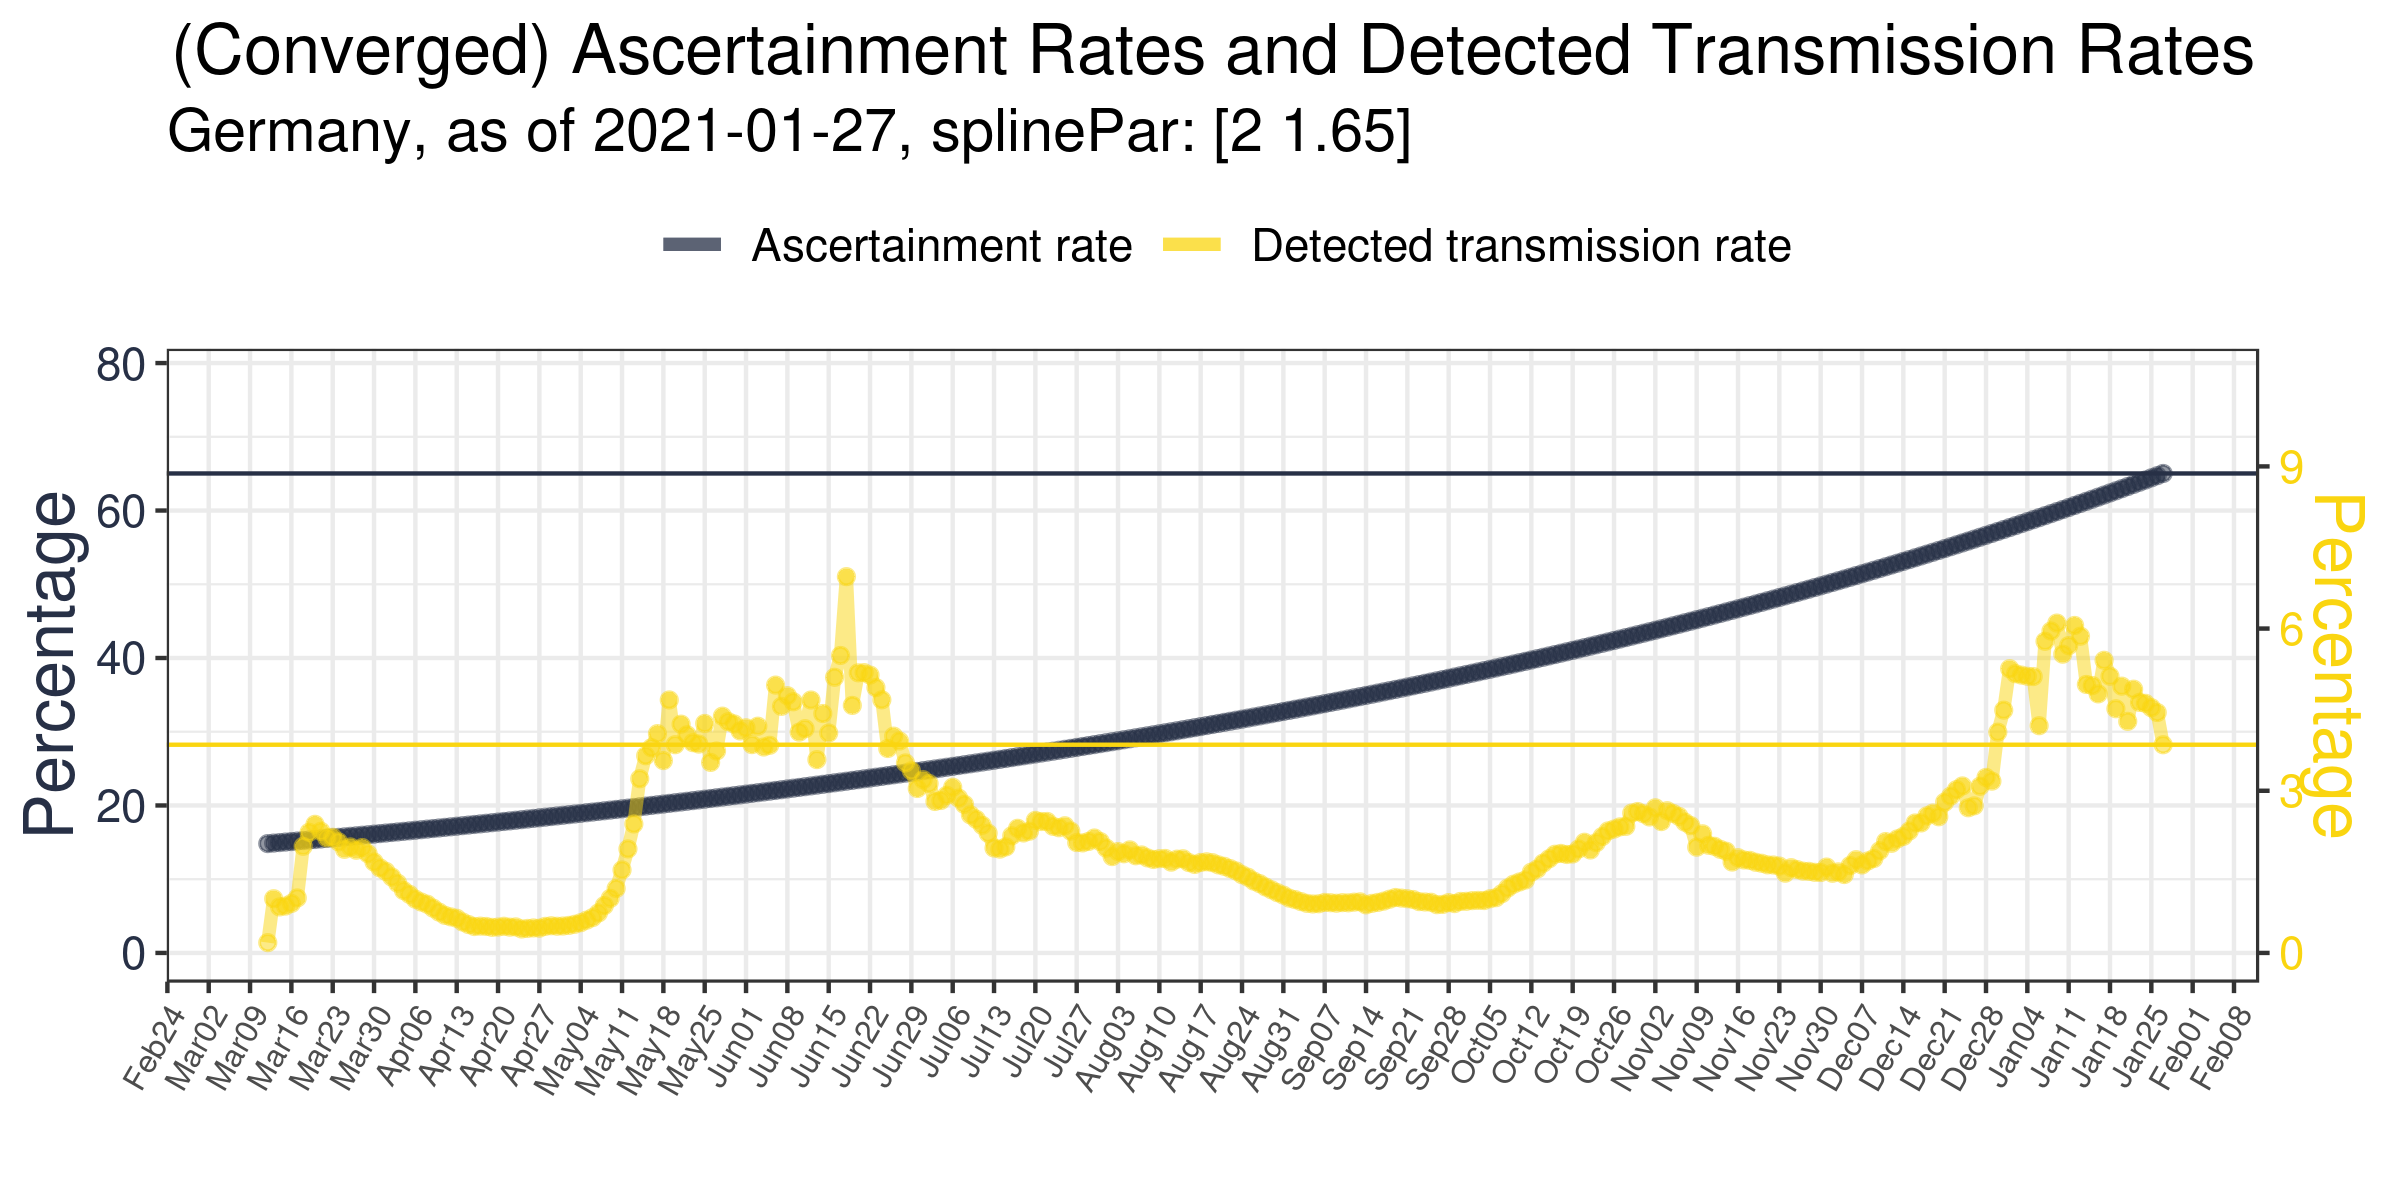 (Converged) Ascertainment Rates and Detected Transmission Rates
Germany, as of 2021-01-27, splinePar: [2 1.65]
Ascertainment rate Detected transmission rate
Percentage
80
60
40
20
0
9
6
3
0
Percentage
Feb24 Mar02 Mar09 Mar16 Mar23 Mar30 Apr06 Apr13 Apr20 Apr27 May04 May11 May18 May25 Jun01 Jun08 Jun15 Jun22 Jun29 Jul06 Jul13 Jul20 Jul27 Aug03 Aug10 Aug17 Aug24 Aug31 Sep07 Sep14 Sep21 Sep28 Oct05 Oct12 Oct19 Oct26 Nov02 Nov09 Nov16 Nov23 Nov30 Dec07 Dec14 Dec21 Dec28 Jan04 Jan11 Jan18 Jan25 Feb01 Feb08